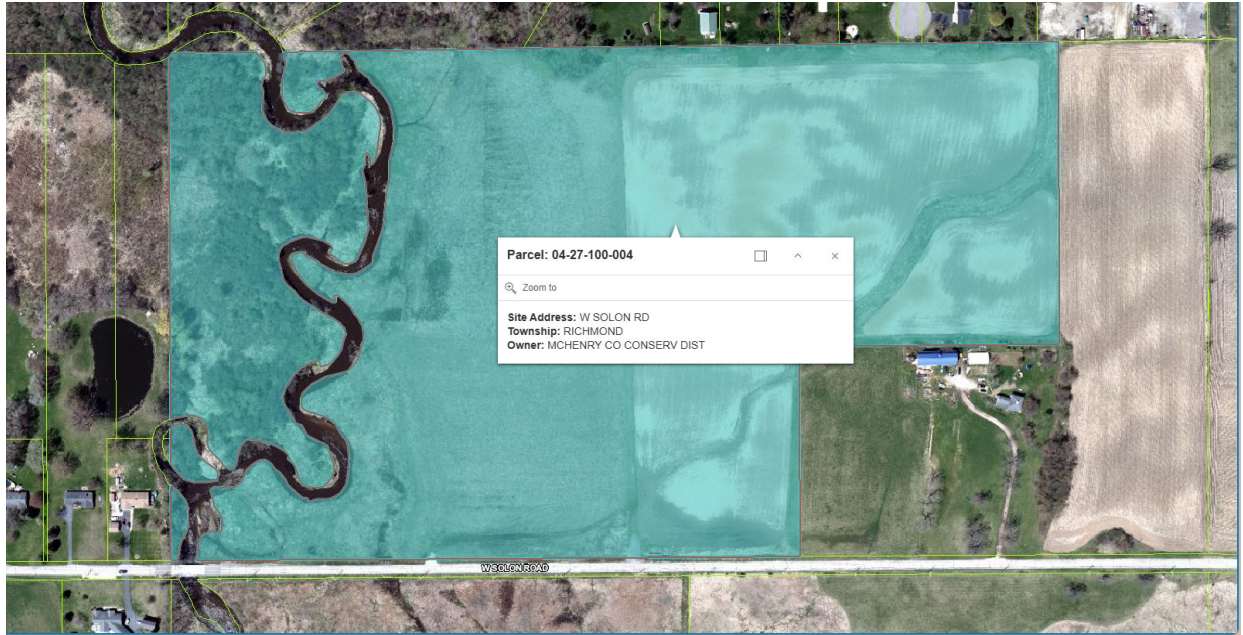 Parcel: 04-27-100-004
Zoom to
Site Address: W SOLON RD
Township: RICHMOND
Owner: MCHENRY CO CONSERV DIST
W SOLON ROAD